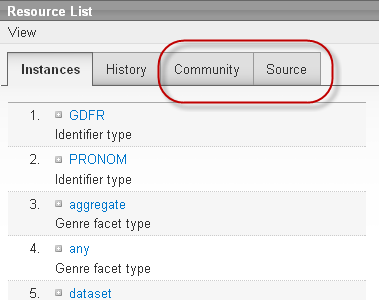 Resource List
View
Instances History Community Source
1. GDFR
Identifier type
2. PRONOM
Identifier type
3. aggregate
Genre facet type
4. any
Genre facet type
5. dataset